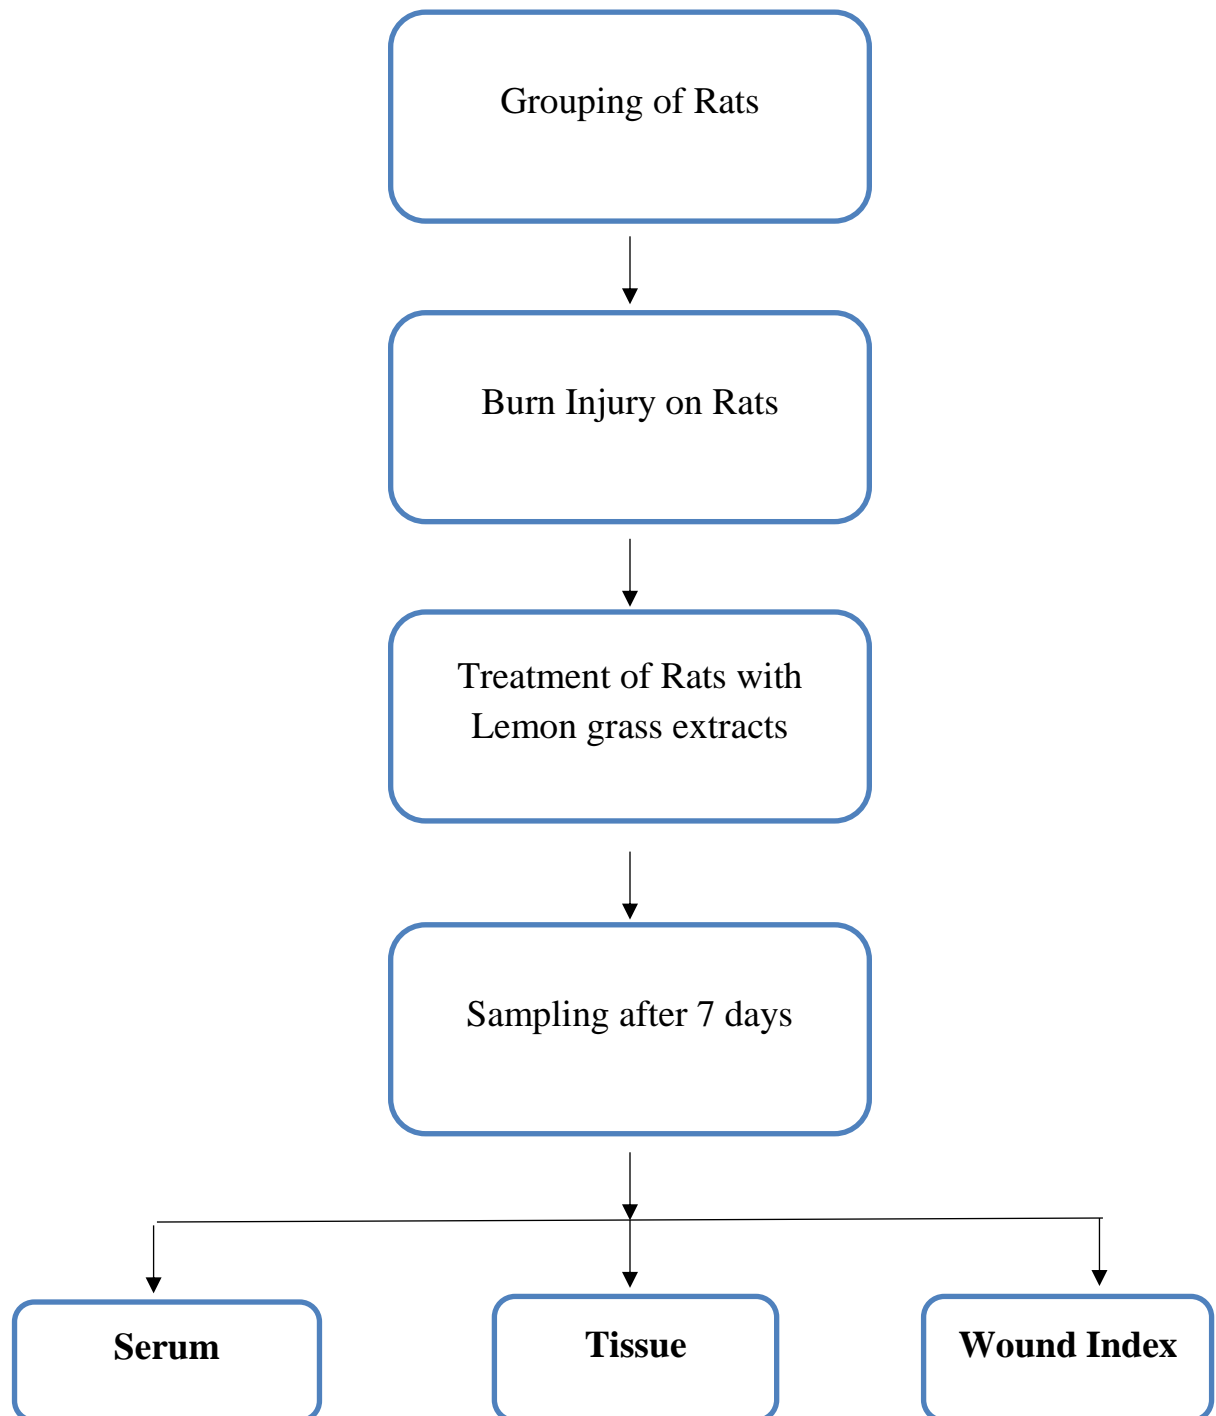 Grouping of Rats
Burn Injury on Rats
Treatment of Rats with
Lemon grass extracts
Sampling after 7 days
Serum
Tissue
Wound Index